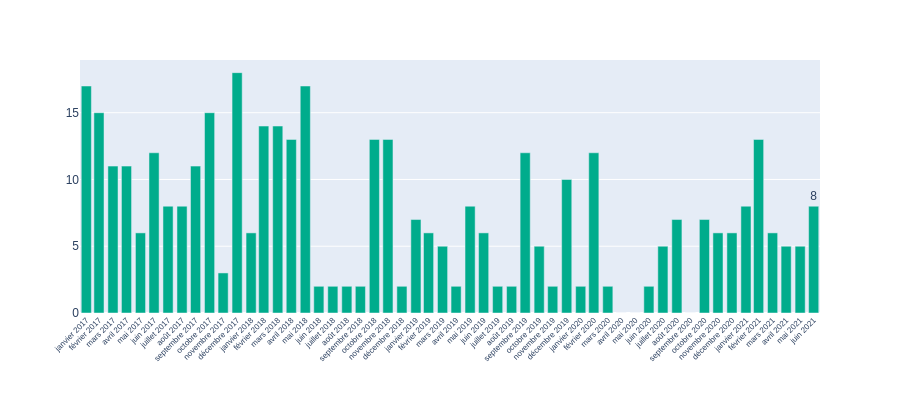 15
10
5
0
8
janvier 2017
février 2017
mars 2017
avril 2017
mai 2017
juin 2017
juillet 2017
août 2017
septembre 2017
octobre 2017
novembre 2017
décembre 2017
janvier 2018
février 2018
mars 2018
avril 2018
mai 2018
juin 2018
juillet 2018
août 2018
septembre 2018
octobre 2018
novembre 2018
décembre 2018
janvier 2019
février 2019
mars 2019
avril 2019
mai 2019
juin 2019
juillet 2019
août 2019
septembre 2019
octobre 2019
novembre 2019
décembre 2019
janvier 2020
février 2020
mars 2020
avril 2020
mai 2020
juin 2020
juillet 2020
août 2020
septembre 2020
octobre 2020
novembre 2020
décembre 2020
janvier 2021
février 2021
mars 2021
avril 2021
mai 2021
juin 2021